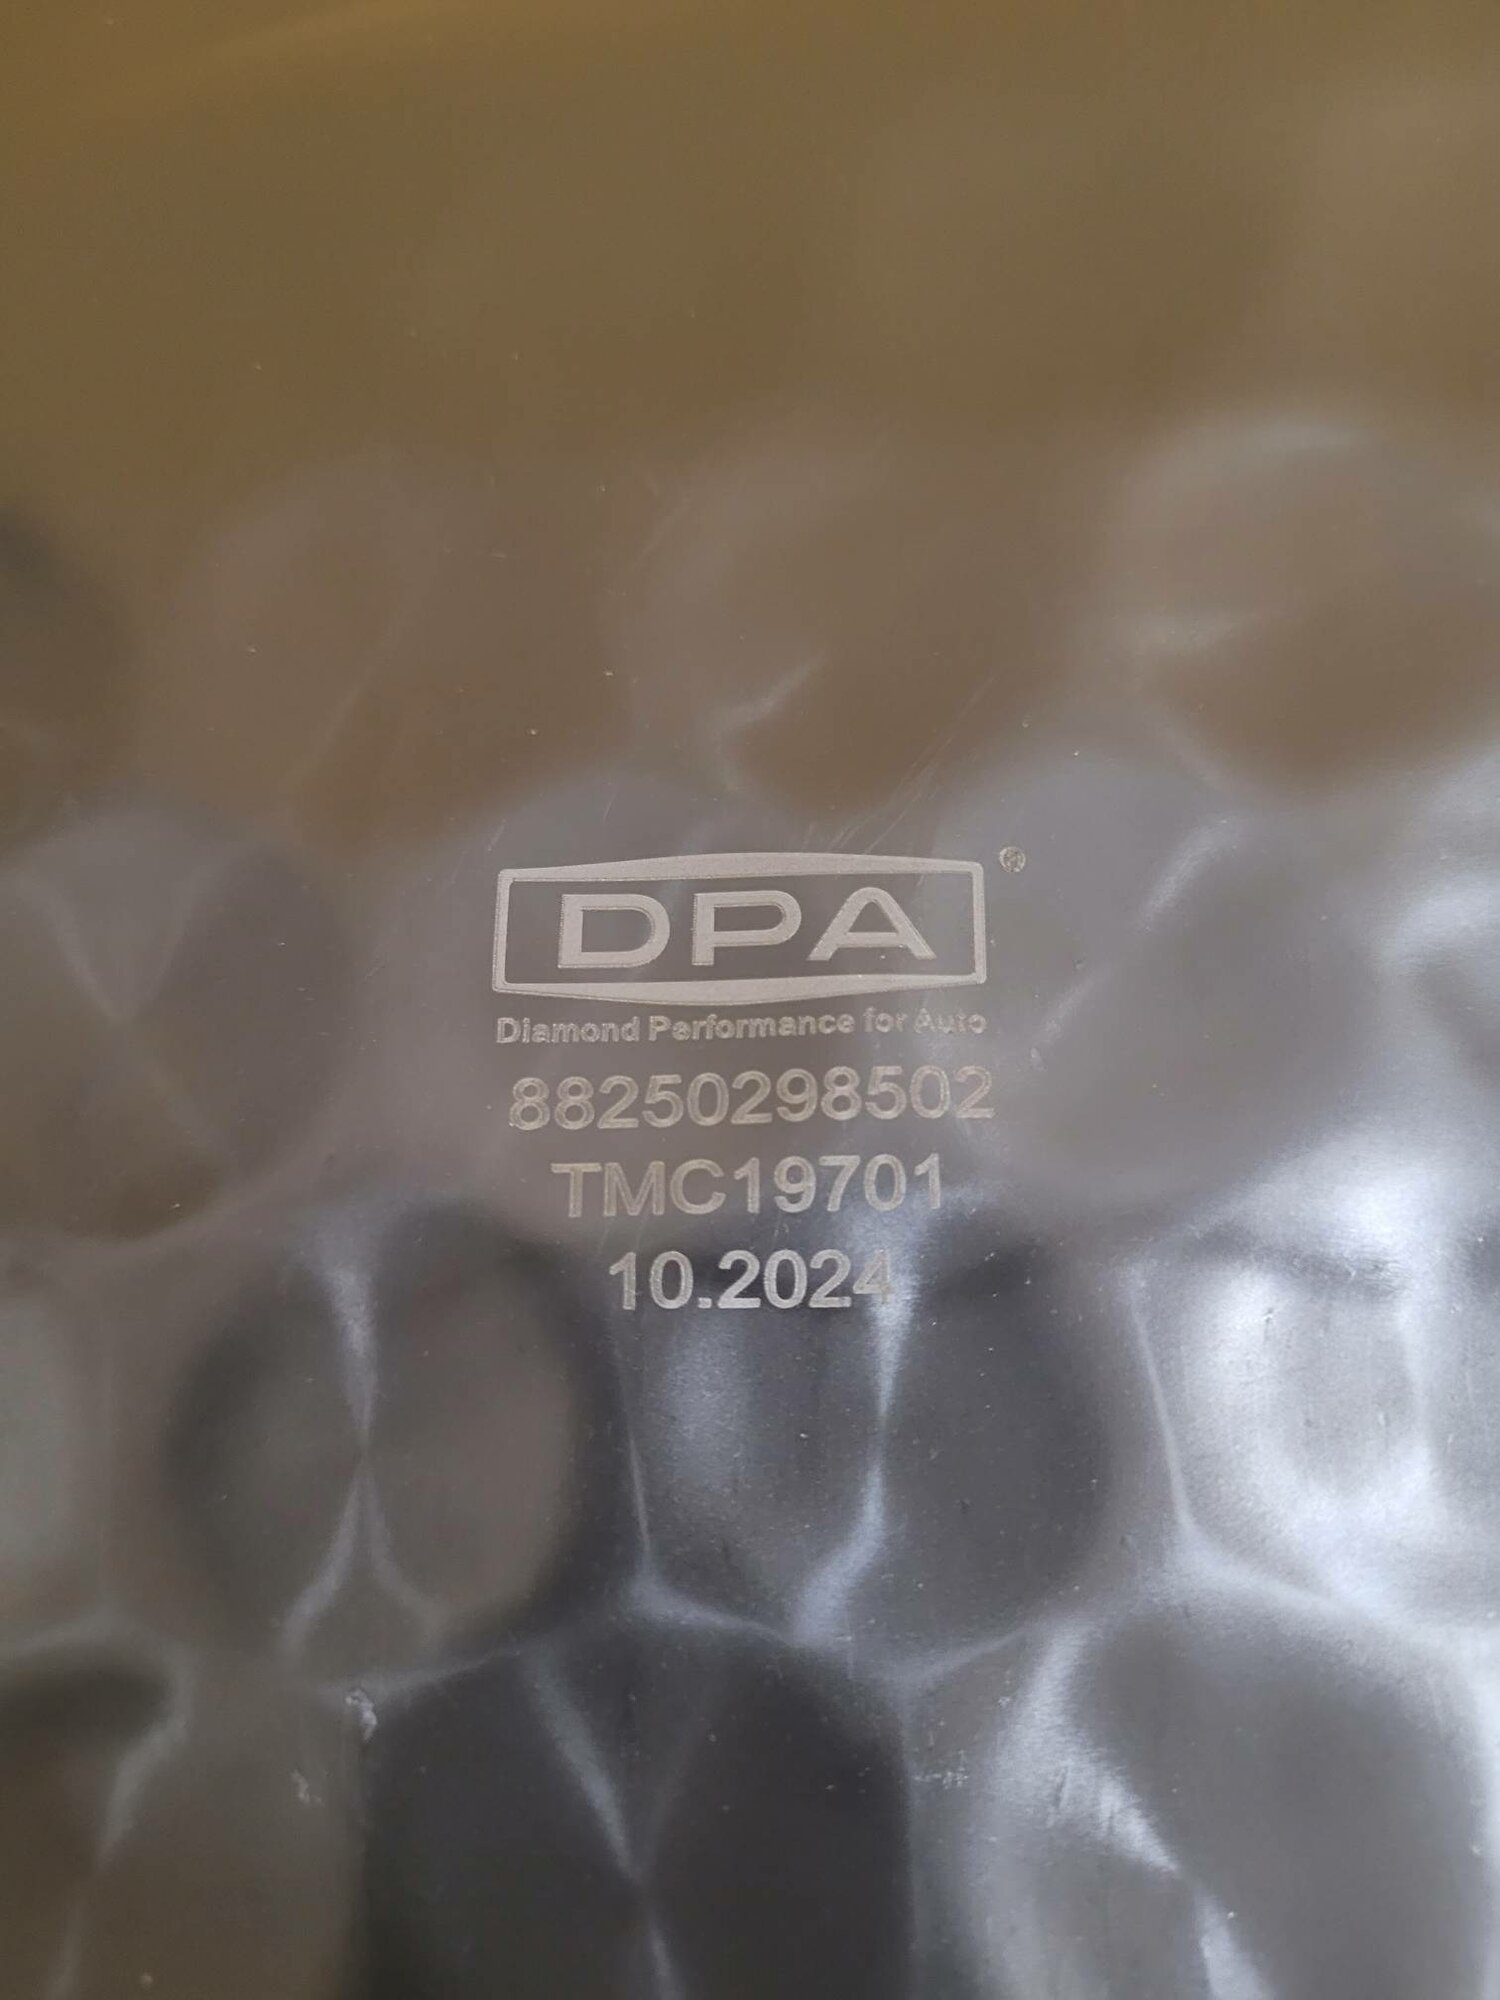 DPA®
Diamond Performance for Auto
88250298502
TMC19701
10.2024